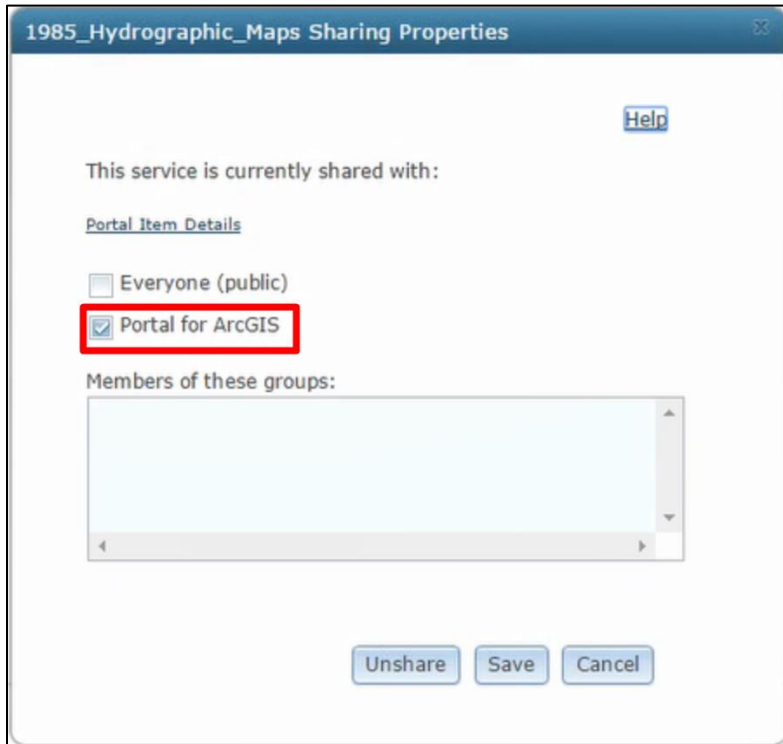 1985_Hydrographic_Maps Sharing Properties
Help
This service is currently shared with:
Portal Item Details
Everyone (public)
Portal for ArcGIS
Members of these groups:
Unshare Save Cancel